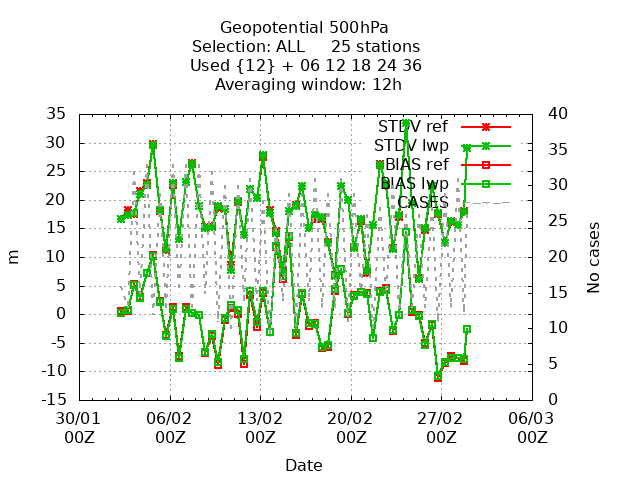 Geopotential 500hPa
Selection: ALL 25 stations
Used {12} + 06 12 18 24 36
Averaging window: 12h
35
30
25
20
15
10
5
0
-5
-10
-15
m
40
35
30
25
20
15
10
5
0
No cases
STDV ref
STDV lwp
BIAS ref
BIAS lwp
CASES
30/01 06/02 13/02 20/02 27/02 06/03
00Z 00Z 00Z 00Z 00Z 00Z
Date